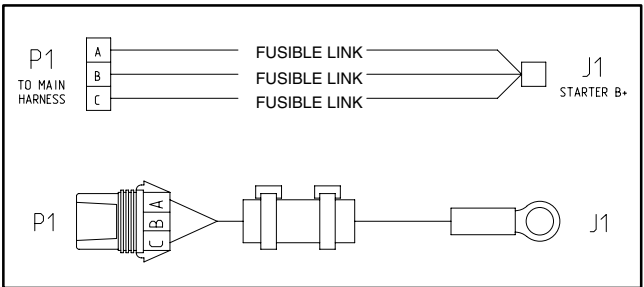 P1
TO MAIN
HARNESS
A
B
C
FUSIBLE LINK
FUSIBLE LINK
FUSIBLE LINK
J1
STARTER B+
P1
A
B
C
J1